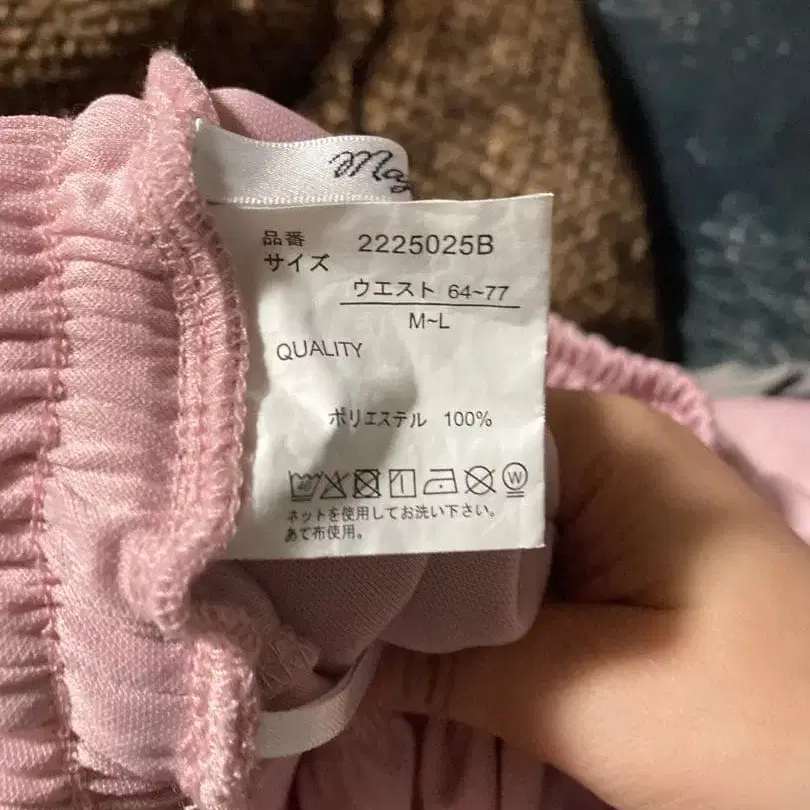 品番 2225025B
サイズ
ウエスト 64~77
M~L
QUALITY
ポリエステル 100%
W
ネットを使用してお洗い下さい。
あて布使用。